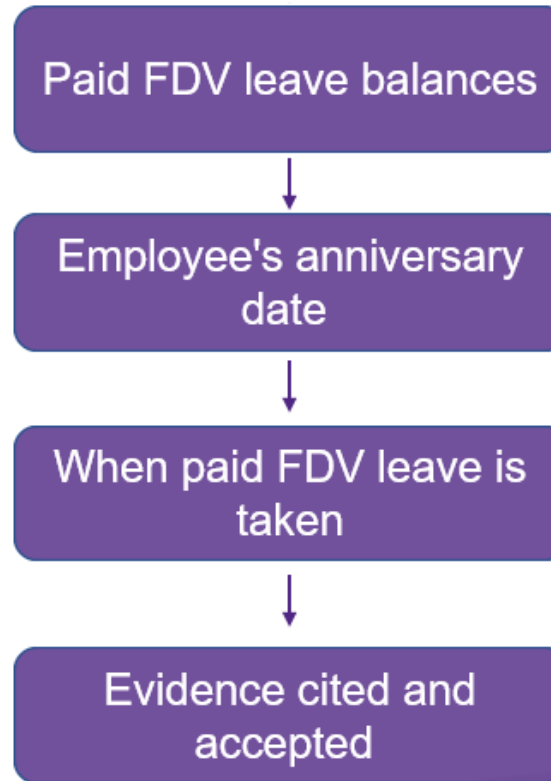 Paid FDV leave balances
Employee's anniversary
date
When paid FDV leave is
taken
Evidence cited and
accepted